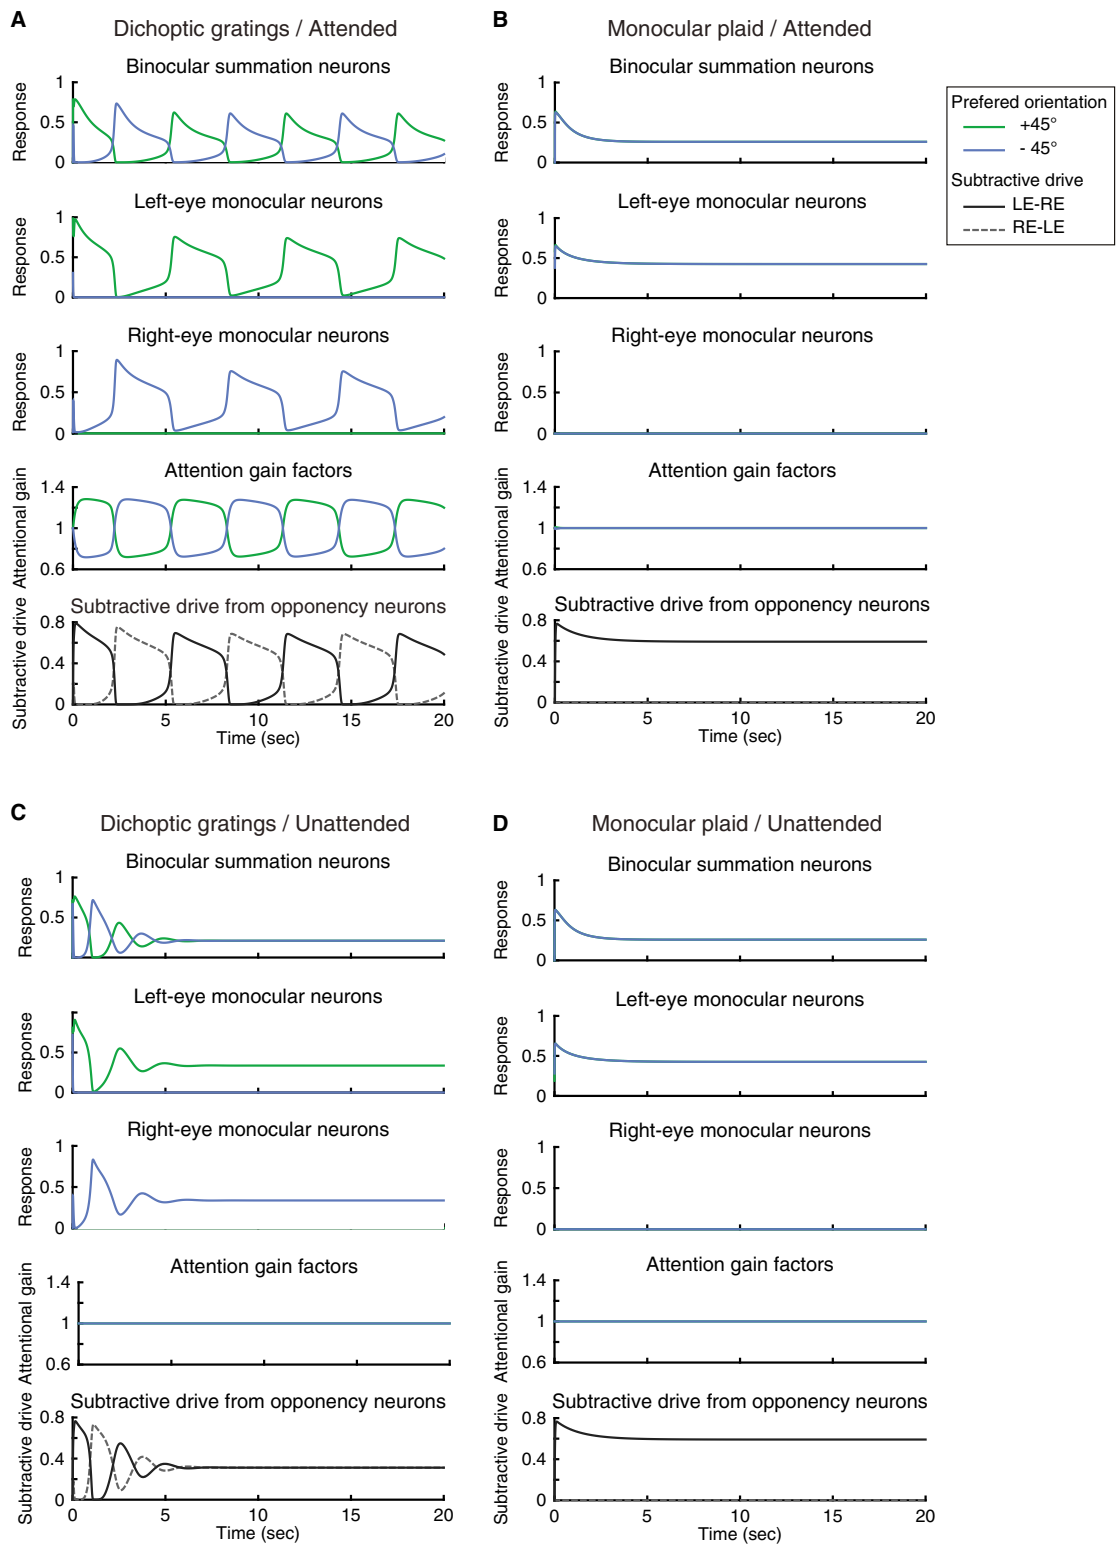 A
Dichoptic gratings / Attended
Binocular summation neurons
Response
1
0.5
0
Left-eye monocular neurons
Response
1
0.5
0
Right-eye monocular neurons
Response
1
0.5
0
Attention gain factors
Attentional gain
1.4
1
0.6
Subtractive drive from opponency neurons
Subtractive drive
0.8
0.4
0
0 5 10 15 20
Time (sec)
B
Monocular plaid / Attended
Binocular summation neurons
Response
1
0.5
0
Left-eye monocular neurons
Response
1
0.5
0
Right-eye monocular neurons
Response
1
0.5
0
Attention gain factors
Attentional gain
1.4
1
0.6
Subtractive drive from opponency neurons
Subtractive drive
0.8
0.4
0
0 5 10 15 20
Time (sec)
Prefered orientation
+45°
- 45°
Subtractive drive
LE-RE
RE-LE
C
Dichoptic gratings / Unattended
Binocular summation neurons
Response
1
0.5
Left-eye monocular neurons
Response
0.5
0
Right-eye monocular neurons
Response
1
0.5
0
Attention gain factors
Attentional gain
1.4
1
0.6
Subtractive drive from opponency neurons
Subtractive drive
0.8
0.4
0
0 5 10 15 20
Time (sec)
D
Monocular plaid / Unattended
Binocular summation neurons
Response
1
0.5
0
Left-eye monocular neurons
Response
1
0.5
0
Right-eye monocular neurons
Response
1
0.5
0
Attention gain factors
Attentional gain
1.4
1
0.6
Subtractive drive from opponency neurons
Subtractive drive
0.8
0.4
0
0 5 10 15 20
Time (sec)